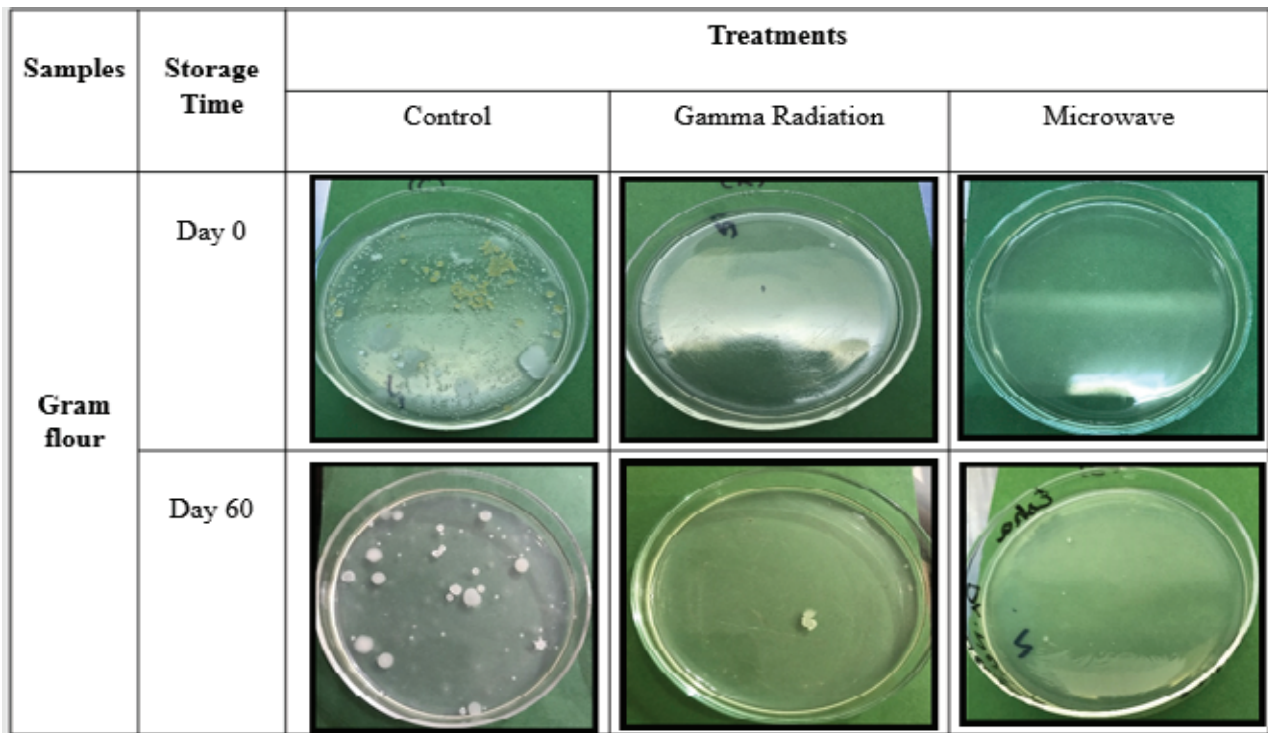 Samples
Storage
Time
Treatments
Control
Gamma Radiation
Microwave
Gram
flour
Day 0
Day 60